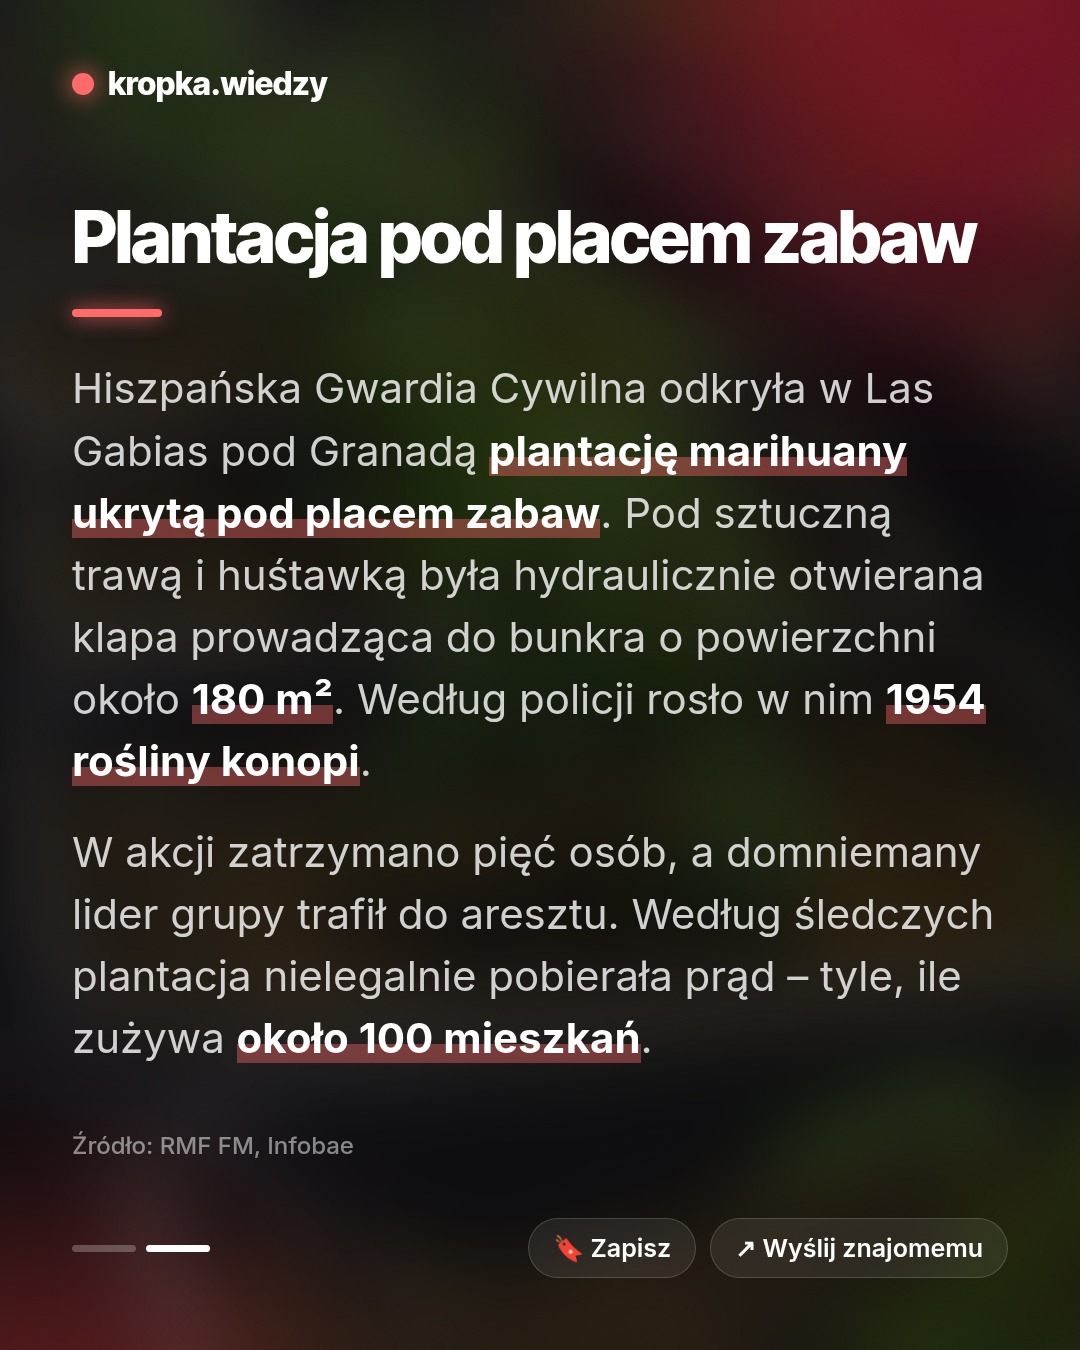 kropka.wiedzy
Plantacja pod placem zabaw
Hiszpańska Gwardia Cywilna odkryła w Las
Gabias pod Granadą plantację marihuany
ukrytą pod placem zabaw. Pod sztuczną
trawą i huśtawką była hydraulicznie otwierana
klapa prowadząca do bunkra o powierzchni
około 180 m². Według policji rosło w nim 1954
rośliny konopi.
W akcji zatrzymano pięć osób, a domniemany
lider grupy trafił do aresztu. Według śledczych
plantacja nielegalnie pobierała prąd – tyle, ile
zużywa około 100 mieszkań.
Źródło: RMF FM, Infobae
🔖 Zapisz
↗ Wyślij znajomemu